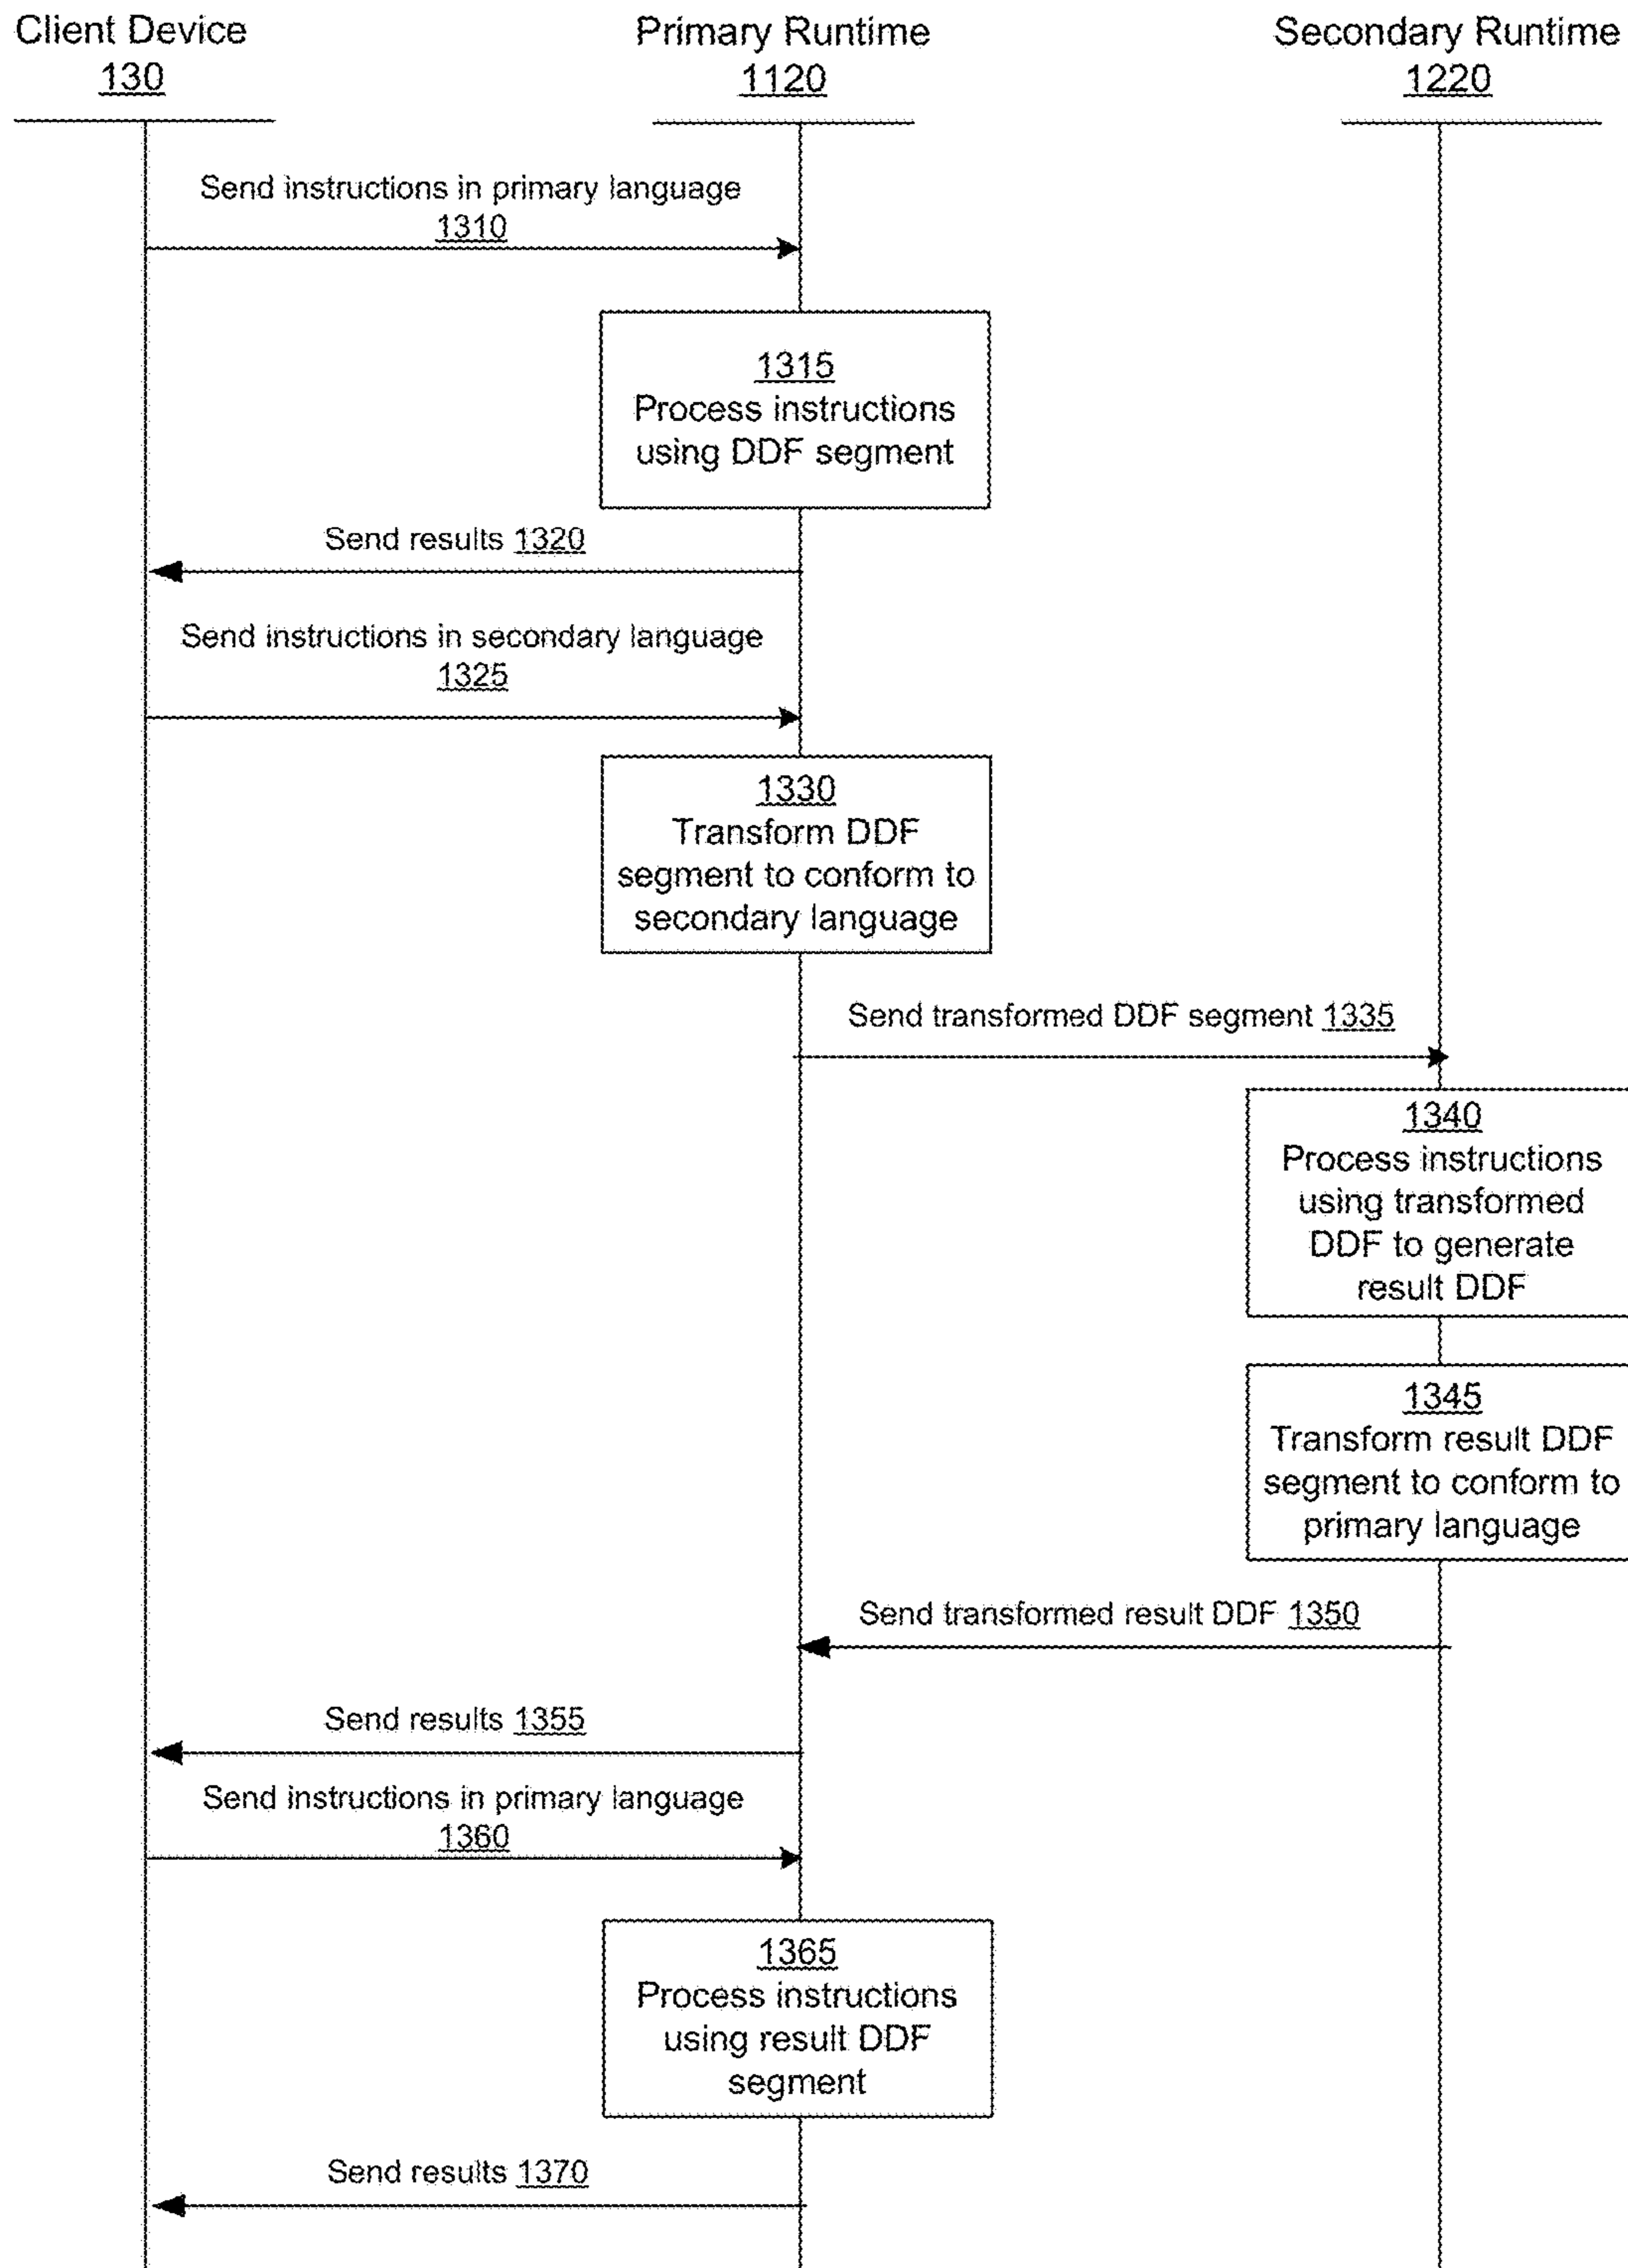 Client Device
130
Primary Runtime
1120
Secondary Runtime
1220
Send instructions in primary language
1310
1315
Process instructions
using DDF segment
Send results 1320
Send instructions in secondary language
1325
1330
Transform DDF
segment to conform to
secondary language
Send transformed DDF segment 1335
1340
Process instructions
using transformed
DDF to generate
result DDF
1345
Transform result DDF
segment to conform to
primary language
Send transformed result DDF 1350
Send results 1355
Send instructions in primary language
1360
1365
Process instructions
using result DDF
segment
Send results 1370